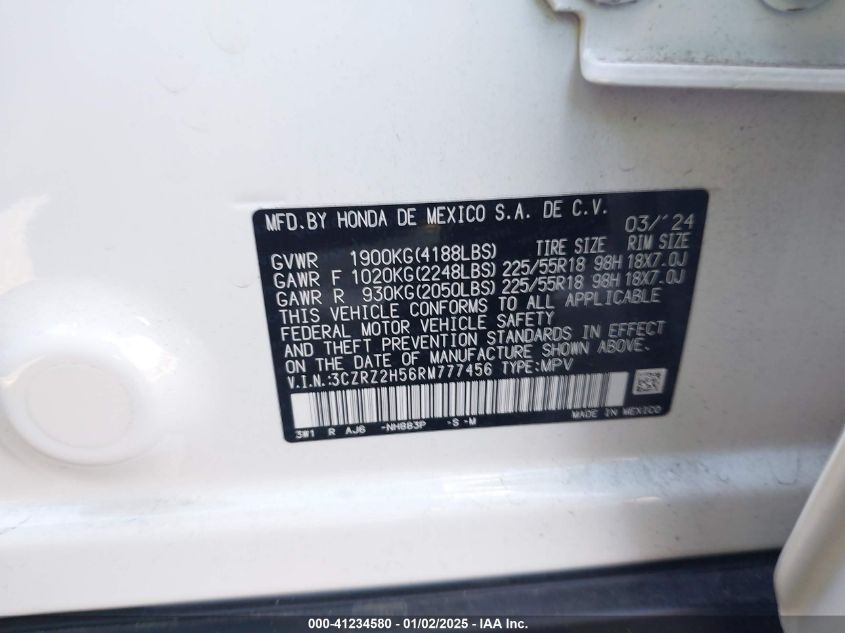 MFD.BY HONDA DE MEXICO S.A. DE C.V. 03/'24
GVWR 1900KG(4188LBS) TIRE SIZE RIM SIZE
GAWR F 1020KG(2248LBS) 225/55R18 98H 18X7.0J
GAWR R 930KG(2050LBS) 225/55R18 98H 18X7.0J
THIS VEHICLE CONFORMS TO ALL APPLICABLE
FEDERAL MOTOR VEHICLE SAFETY
AND THEFT PREVENTION STANDARDS IN EFFECT
ON THE DATE OF MANUFACTURE SHOWN ABOVE.
V.I.N.:3CZRZ2H56RM777456 TYPE:MPV
3W1 R AJ6 -NH883P -S -M MADE IN MEXICO
000-41234580 - 01/02/2025 - IAA Inc.